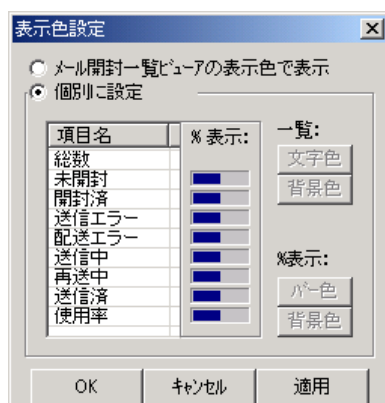 表示色設定
メール開封一覧ビューアの表示色で表示
個別に設定
項目名
% 表示:
一覧:
総数
文字色
未開封
背景色
開封済
送信エラー
配送エラー
送信中
%表示:
再送中
バー色
送信済
背景色
使用率
OK
キャンセル
適用